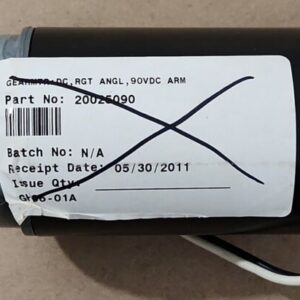 GEARMTR-DC, RGT ANGL, 90VDC ARM
Part No: 20025090
Batch No: N/A
Receipt Date: 05/30/2011
Issue Qty: